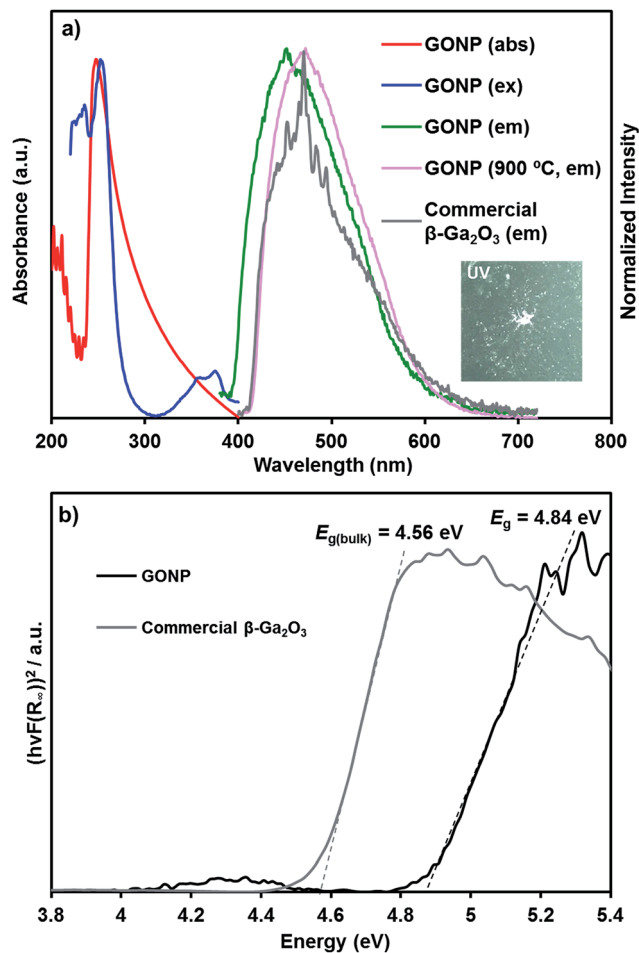 a)
GONP (abs)
GONP (ex)
GONP (em)
GONP (900 ºC, em)
Commercial
β-Ga₂O₃ (em)
UV
Absorbance (a.u.)
Normalized Intensity
200 300 400 500 600 700 800
Wavelength (nm)
b)
Eg(bulk) = 4.56 eV
Eg = 4.84 eV
GONP
Commercial β-Ga₂O₃
(hvF(R∞))² / a.u.
3.8 4 4.2 4.4 4.6 4.8 5 5.2 5.4
Energy (eV)